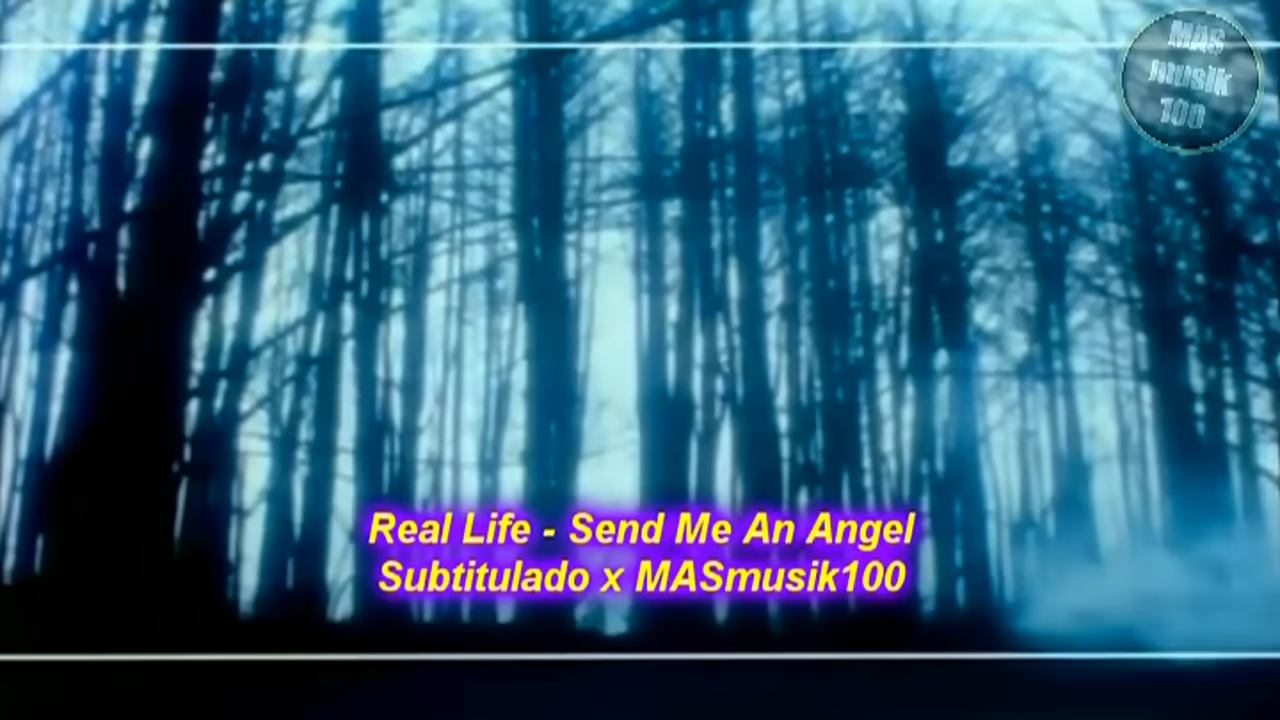 MAS
musik
100
Real Life - Send Me An Angel
Subtitulado x MASmusik100